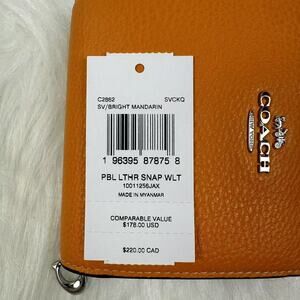 C2862 SVCKQ
SV/BRIGHT MANDARIN
1 96395 87875 8
PBL LTHR SNAP WLT
10011256JAX
MADE IN MYANMAR
COMPARABLE VALUE
$178.00 USD
$220.00 CAD
COACH